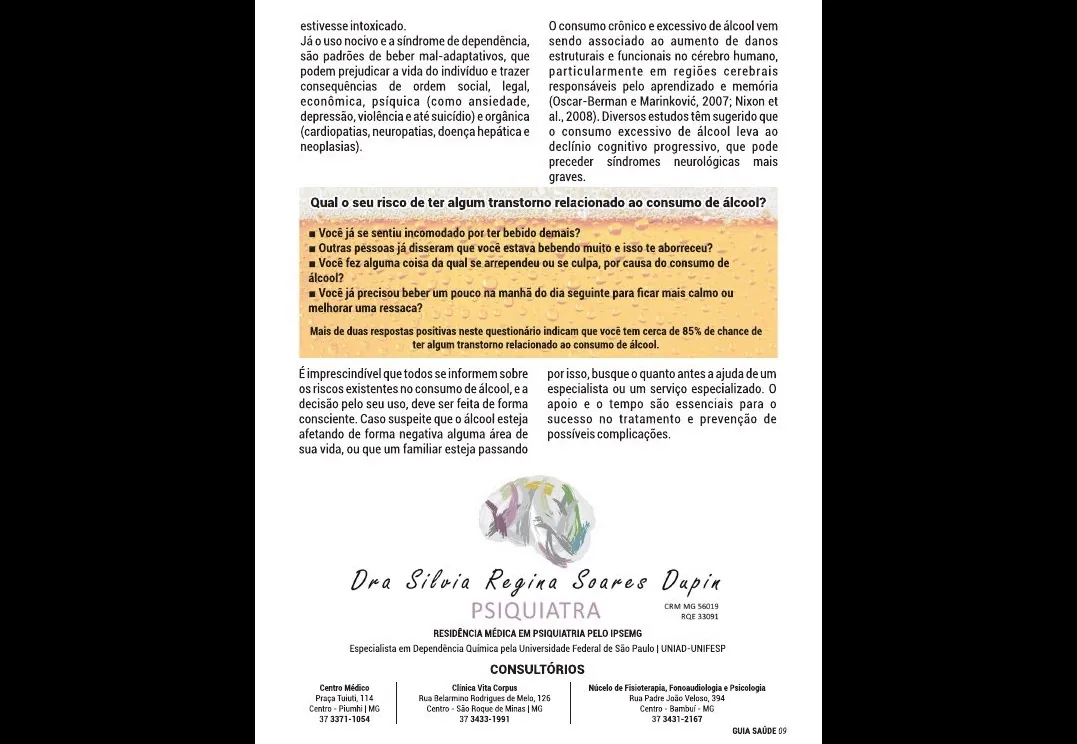 estivesse intoxicado.
Já o uso nocivo e a síndrome de dependência,
são padrões de beber mal-adaptativos, que
podem prejudicar a vida do indivíduo e trazer
consequências de ordem social, legal,
econômica, psíquica (como ansiedade,
depressão, violência e até suicídio) e orgânica
(cardiopatias, neuropatias, doença hepática e
neoplasias).
O consumo crônico e excessivo de álcool vem
sendo associado ao aumento de danos
estruturais e funcionais no cérebro humano,
particularmente em regiões cerebrais
responsáveis pelo aprendizado e memória
(Oscar-Berman e Marinković, 2007; Nixon et
al., 2008). Diversos estudos têm sugerido que
o consumo excessivo de álcool leva ao
declínio cognitivo progressivo, que pode
preceder síndromes neurológicas mais
graves.
Qual o seu risco de ter algum transtorno relacionado ao consumo de álcool?
■ Você já se sentiu incomodado por ter bebido demais?
■ Outras pessoas já disseram que você estava bebendo muito e isso te aborreceu?
■ Você fez alguma coisa da qual se arrependeu ou se culpa, por causa do consumo de
álcool?
■ Você já precisou beber um pouco na manhã do dia seguinte para ficar mais calmo ou
melhorar uma ressaca?
Mais de duas respostas positivas neste questionário indicam que você tem cerca de 85% de chance de
ter algum transtorno relacionado ao consumo de álcool.
É imprescindível que todos se informem sobre
os riscos existentes no consumo de álcool, e a
decisão pelo seu uso, deve ser feita de forma
consciente. Caso suspeite que o álcool esteja
afetando de forma negativa alguma área de
sua vida, ou que um familiar esteja passando
por isso, busque o quanto antes a ajuda de um
especialista ou um serviço especializado. O
apoio e o tempo são essenciais para o
sucesso no tratamento e prevenção de
possíveis complicações.
Dra Silvia Regina Soares Dupin
PSIQUIATRA
CRM MG 56019
RQE 33091
RESIDÊNCIA MÉDICA EM PSIQUIATRIA PELO IPSEMG
Especialista em Dependência Química pela Universidade Federal de São Paulo | UNIAD-UNIFESP
CONSULTÓRIOS
Centro Médico
Praça Tuiuti, 114
Centro - Piumhi | MG
37 3371-1054
Clínica Vita Corpus
Rua Belarmino Rodrigues de Melo, 126
Centro - São Roque de Minas | MG
37 3433-1991
Núcelo de Fisioterapia, Fonoaudiologia e Psicologia
Rua Padre João Veloso, 394
Centro - Bambuí - MG
37 3431-2167
GUIA SAÚDE 09